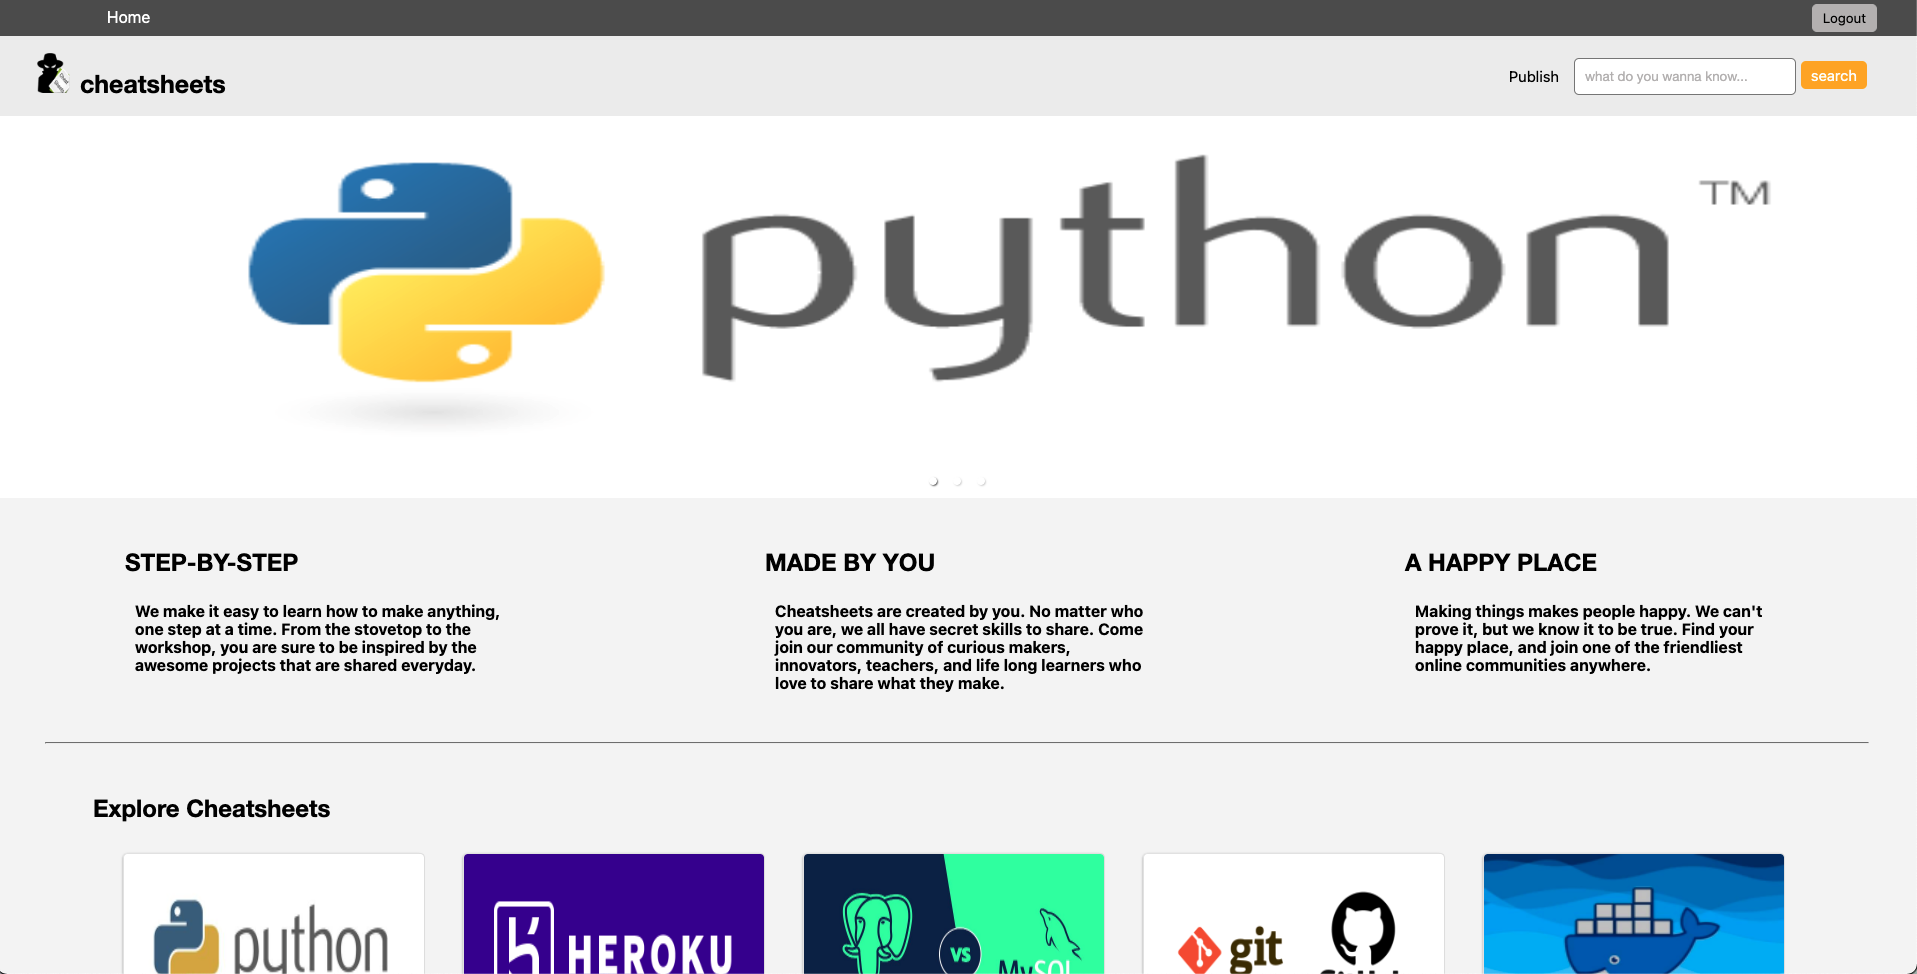 Home
Logout
cheatsheets
Publish
what do you wanna know...
search
python TM
STEP-BY-STEP
We make it easy to learn how to make anything,
one step at a time. From the stovetop to the
workshop, you are sure to be inspired by the
awesome projects that are shared everyday.
MADE BY YOU
Cheatsheets are created by you. No matter who
you are, we all have secret skills to share. Come
join our community of curious makers,
innovators, teachers, and life long learners who
love to share what they make.
A HAPPY PLACE
Making things makes people happy. We can't
prove it, but we know it to be true. Find your
happy place, and join one of the friendliest
online communities anywhere.
Explore Cheatsheets
python
HEROKU
VS
MySQL
git
GitHub